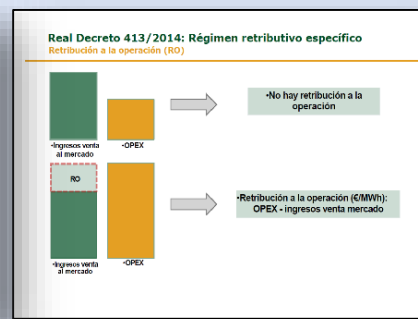 Real Decreto 413/2014: Régimen retributivo específico
Retribución a la operación (RO)
•No hay retribución a la
operación
•Ingresos venta
al mercado
•OPEX
RO
•Retribución a la operación (€/MWh):
OPEX - ingresos venta mercado
•Ingresos venta
al mercado
•OPEX